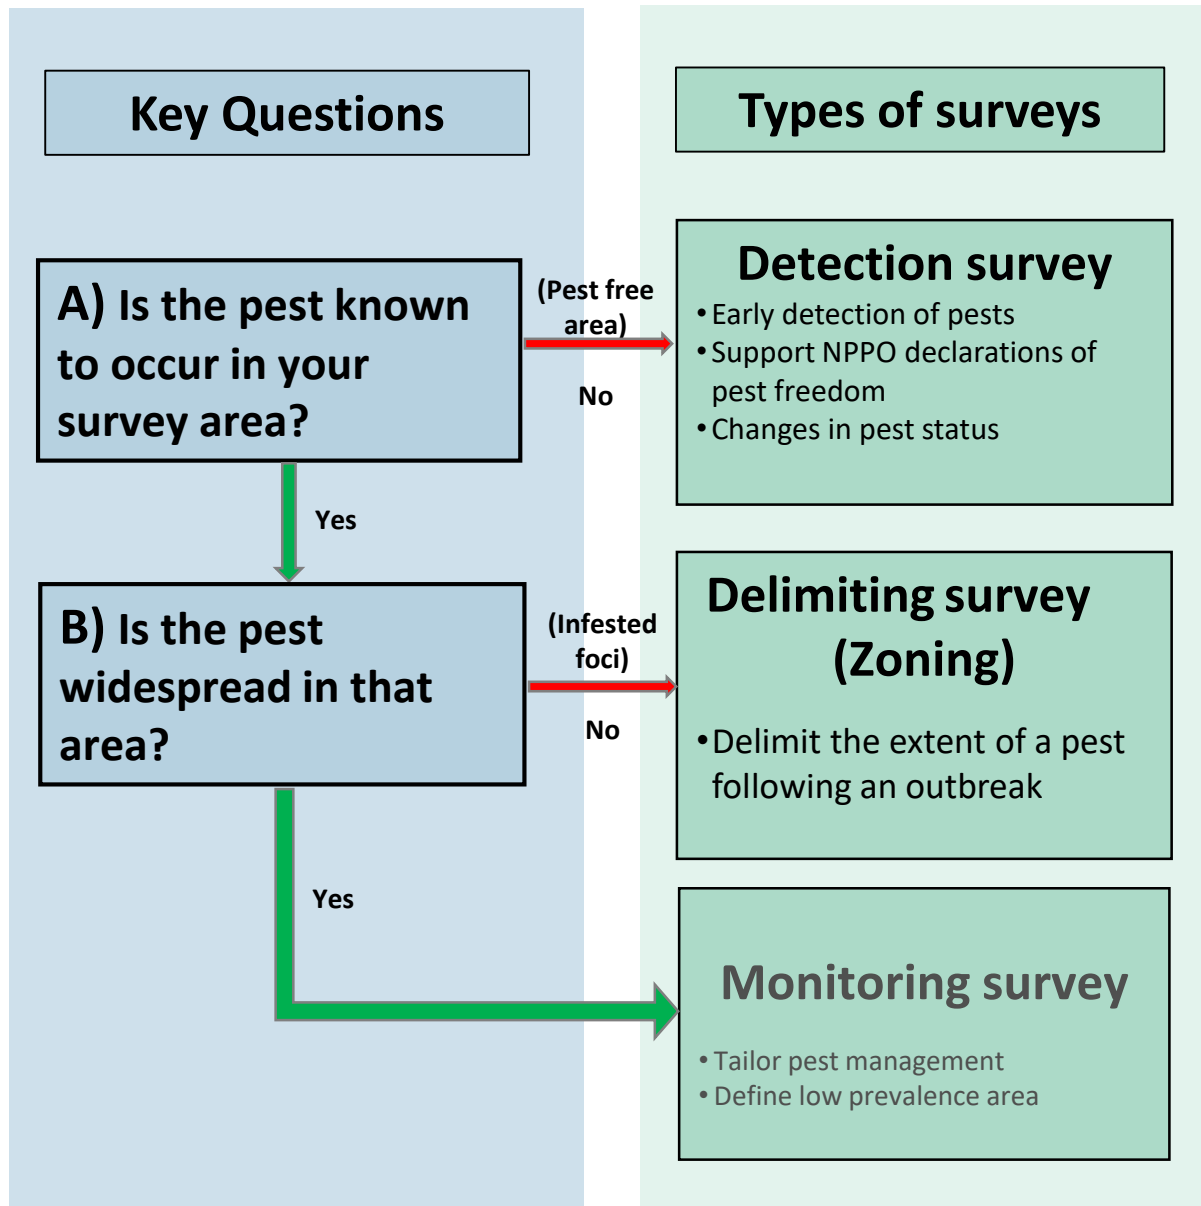 Key Questions
Types of surveys
A) Is the pest known
to occur in your
survey area?
(Pest free
area)
No
Detection survey
• Early detection of pests
• Support NPPO declarations of
pest freedom
• Changes in pest status
Yes
B) Is the pest
widespread in that
area?
(Infested
foci)
No
Delimiting survey
(Zoning)
• Delimit the extent of a pest
following an outbreak
Yes
Monitoring survey
• Tailor pest management
• Define low prevalence area